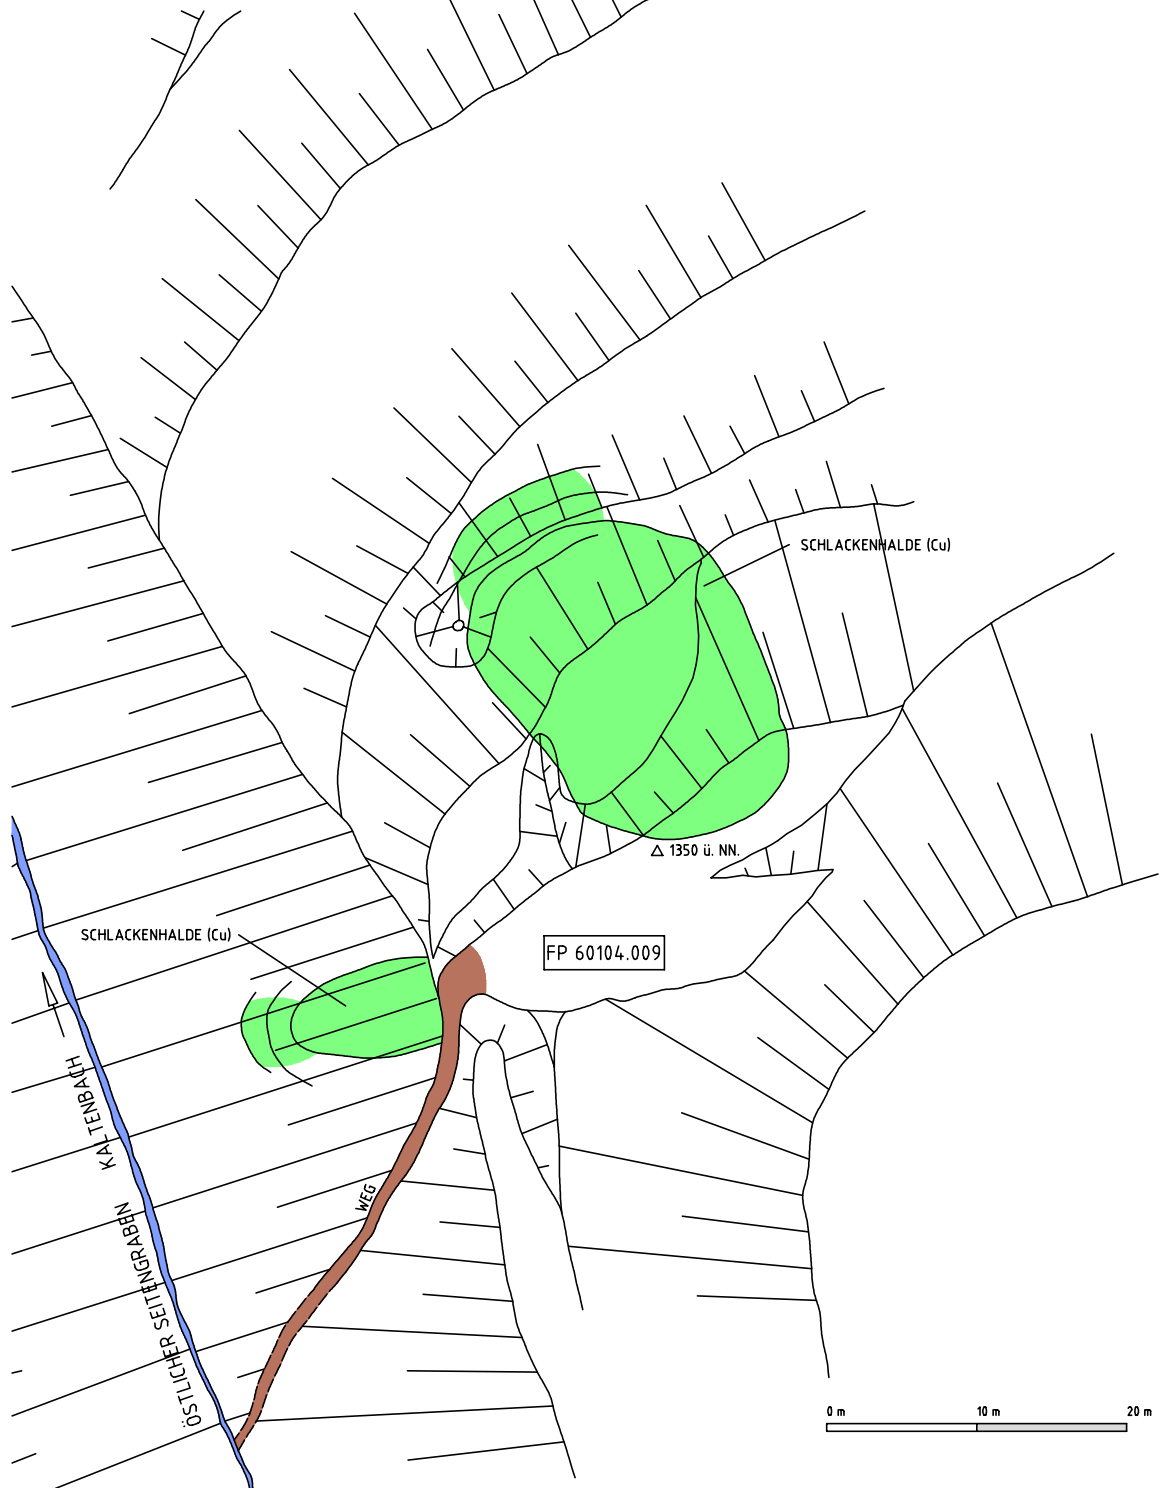 SCHLACKENHALDE (Cu)
1350 ü. NN.
SCHLACKENHALDE (Cu)
FP 60104.009
KALTENBACH
WEG
ÖSTLICHER SEITENGRABEN
0 m 10 m 20 m